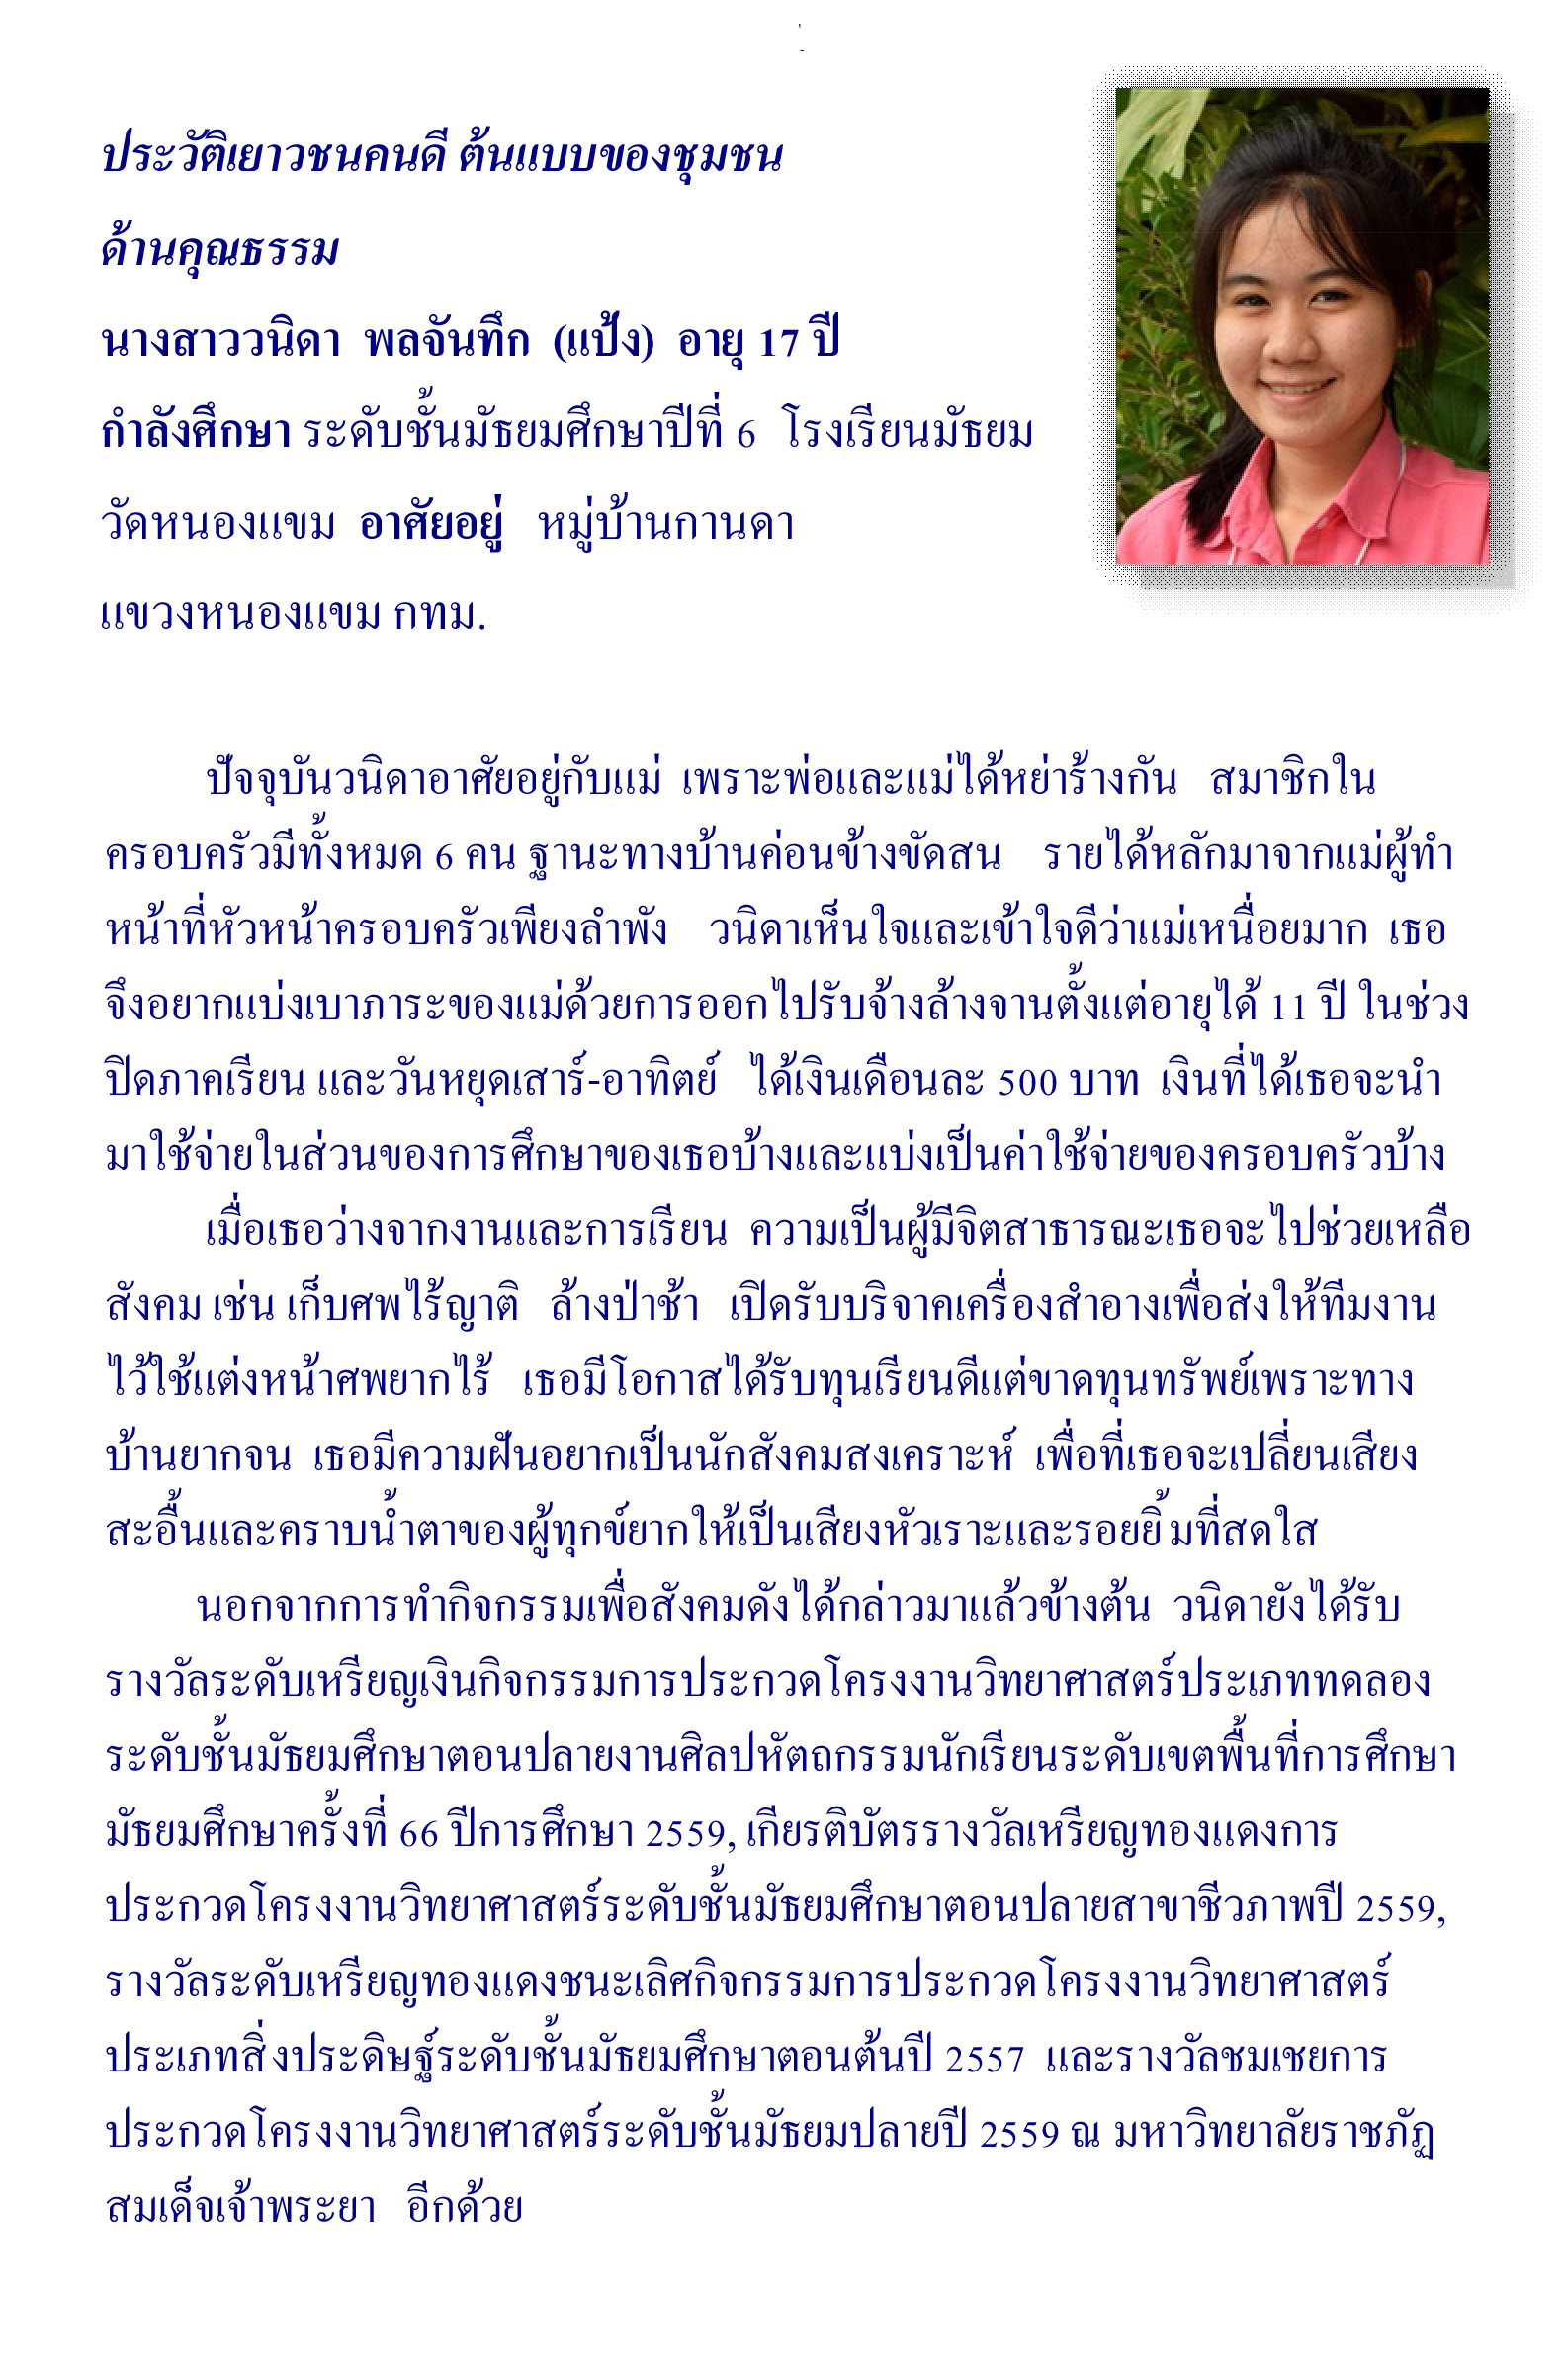 ประวัติเยาวชนคนดี ต้นแบบของชุมชน
ด้านคุณธรรม
นางสาววนิดา พลจันทึก (แป้ง) อายุ 17 ปี
กำลังศึกษา ระดับชั้นมัธยมศึกษาปีที่ 6 โรงเรียนมัธยม
วัดหนองแขม อาศัยอยู่ หมู่บ้านกานดา
แขวงหนองแขม กทม.
ปัจจุบันวนิดาอาศัยอยู่กับแม่ เพราะพ่อและแม่ได้หย่าร้างกัน สมาชิกใน
ครอบครัวมีทั้งหมด 6 คน ฐานะทางบ้านค่อนข้างขัดสน รายได้หลักมาจากแม่ผู้ทำ
หน้าที่หัวหน้าครอบครัวเพียงลำพัง วนิดาเห็นใจและเข้าใจดีว่าแม่เหนื่อยมาก เธอ
จึงอยากแบ่งเบาภาระของแม่ด้วยการออกไปรับจ้างล้างจานตั้งแต่อายุได้ 11 ปี ในช่วง
ปิดภาคเรียน และวันหยุดเสาร์-อาทิตย์ ได้เงินเดือนละ 500 บาท เงินที่ได้เธอจะนำ
มาใช้จ่ายในส่วนของการศึกษาของเธอบ้างและแบ่งเป็นค่าใช้จ่ายของครอบครัวบ้าง
เมื่อเธอว่างจากงานและการเรียน ความเป็นผู้มีจิตสาธารณะเธอจะไปช่วยเหลือ
สังคม เช่น เก็บศพไร้ญาติ ล้างป่าช้า เปิดรับบริจาคเครื่องสำอางเพื่อส่งให้ทีมงาน
ไว้ใช้แต่งหน้าศพยากไร้ เธอมีโอกาสได้รับทุนเรียนดีแต่ขาดทุนทรัพย์เพราะทาง
บ้านยากจน เธอมีความฝันอยากเป็นนักสังคมสงเคราะห์ เพื่อที่เธอจะเปลี่ยนเสียง
สะอื้นและคราบน้ำตาของผู้ทุกข์ยากให้เป็นเสียงหัวเราะและรอยยิ้มที่สดใส
นอกจากการทำกิจกรรมเพื่อสังคมดังได้กล่าวมาแล้วข้างต้น วนิดายังได้รับ
รางวัลระดับเหรียญเงินกิจกรรมการประกวดโครงงานวิทยาศาสตร์ประเภททดลอง
ระดับชั้นมัธยมศึกษาตอนปลายงานศิลปหัตถกรรมนักเรียนระดับเขตพื้นที่การศึกษา
มัธยมศึกษาครั้งที่ 66 ปีการศึกษา 2559, เกียรติบัตรรางวัลเหรียญทองแดงการ
ประกวดโครงงานวิทยาศาสตร์ระดับชั้นมัธยมศึกษาตอนปลายสาขาชีวภาพปี 2559,
รางวัลระดับเหรียญทองแดงชนะเลิศกิจกรรมการประกวดโครงงานวิทยาศาสตร์
ประเภทสิ่งประดิษฐ์ระดับชั้นมัธยมศึกษาตอนต้นปี 2557 และรางวัลชมเชยการ
ประกวดโครงงานวิทยาศาสตร์ระดับชั้นมัธยมปลายปี 2559 ณ มหาวิทยาลัยราชภัฏ
สมเด็จเจ้าพระยา อีกด้วย